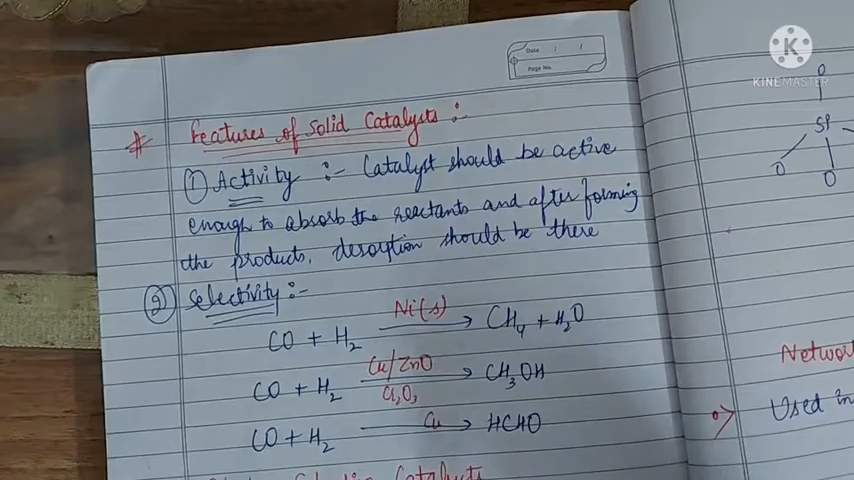 Date / /
Page No.
K
KINEMASTER
# Features of Solid Catalysts :-
① Activity :- Catalyst should be active
enough to absorb the reactants and after forming
the products, desorption should be there
② Selectivity :-
CO + H2 Ni(s) → CH4 + H2O
CO + H2 Cu/ZnO → CH3OH
CO + H2 Cu → HCHO
Catalysts
O
Si
O
O
Networ
Used in